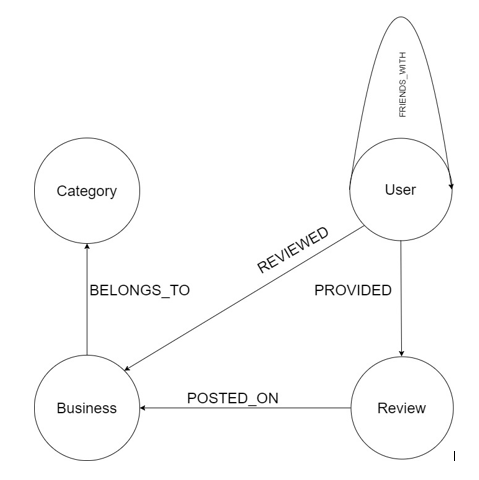 FRIENDS_WITH
Category
User
REVIEWED
BELONGS_TO
PROVIDED
POSTED_ON
Business
Review